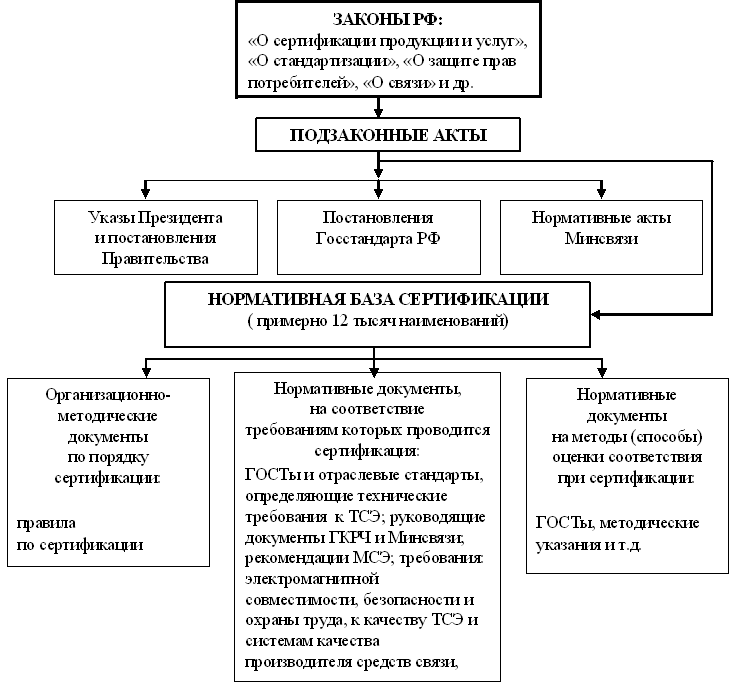 ЗАКОНЫ РФ:
«О сертификации продукции и услуг»,
«О стандартизации», «О защите прав
потребителей», «О связи» и др.
ПОДЗАКОННЫЕ АКТЫ
Указы Президента
и постановления
Правительства
Постановления
Госстандарта РФ
Нормативные акты
Минсвязи
НОРМАТИВНАЯ БАЗА СЕРТИФИКАЦИИ
( примерно 12 тысяч наименований)
Организационно-
методические
документы
по порядку
сертификации:
правила
по сертификации
Нормативные документы,
на соответствие
требованиям которых проводится
сертификация:
ГОСТы и отраслевые стандарты,
определяющие технические
требования к ТСЭ; руководящие
документы ГКРЧ и Минсвязи;
рекомендации МСЭ; требования:
электромагнитной
совместимости, безопасности и
охраны труда, к качеству ТСЭ и
системам качества
производителя средств связи,
Нормативные
документы
на методы (способы)
оценки соответствия
при сертификации:
ГОСТы, методические
указания и т.д.